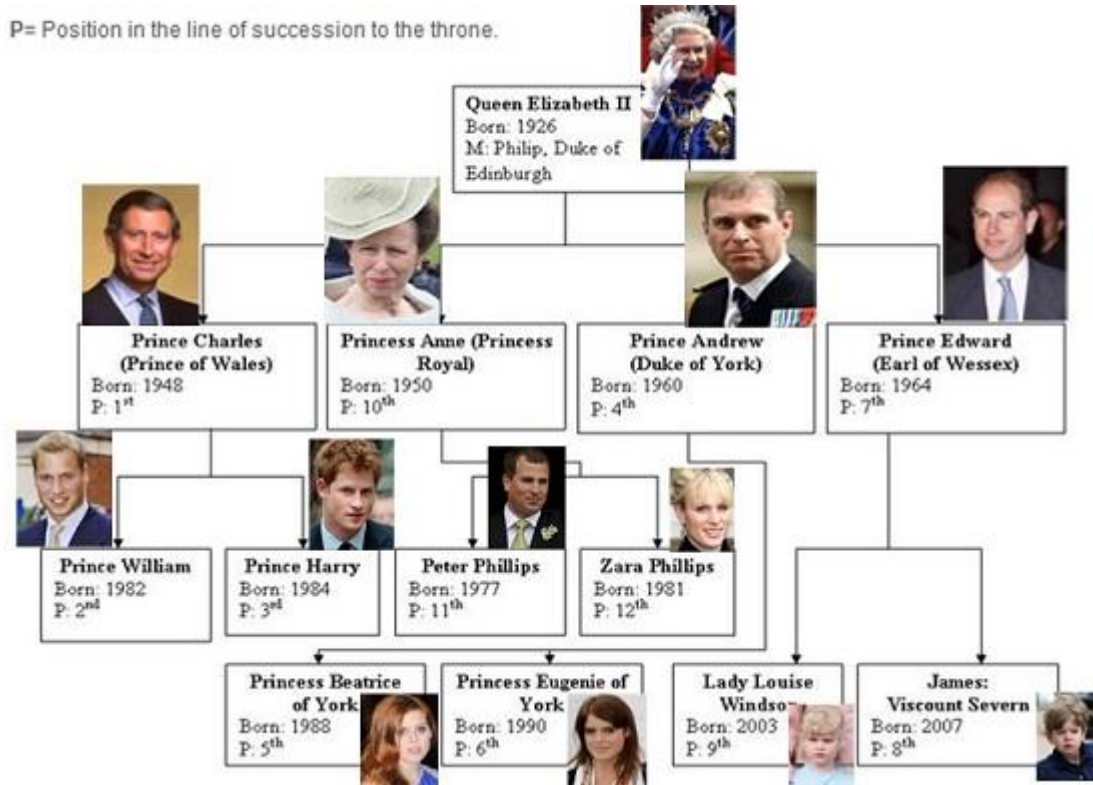 P= Position in the line of succession to the throne.
Queen Elizabeth II
Born: 1926
M: Philip, Duke of
Edinburgh
Prince Charles
(Prince of Wales)
Born: 1948
P: 1st
Princess Anne (Princess
Royal)
Born: 1950
P: 10th
Prince Andrew
(Duke of York)
Born: 1960
P: 4th
Prince Edward
(Earl of Wessex)
Born: 1964
P: 7th
Prince William
Born: 1982
P: 2nd
Prince Harry
Born: 1984
P: 3rd
Peter Phillips
Born: 1977
P: 11th
Zara Phillips
Born: 1981
P: 12th
Princess Beatrice
of York
Born: 1988
P: 5th
Princess Eugenie of
York
Born: 1990
P: 6th
Lady Louise
Windsor
Born: 2003
P: 9th
James:
Viscount Severn
Born: 2007
P: 8th